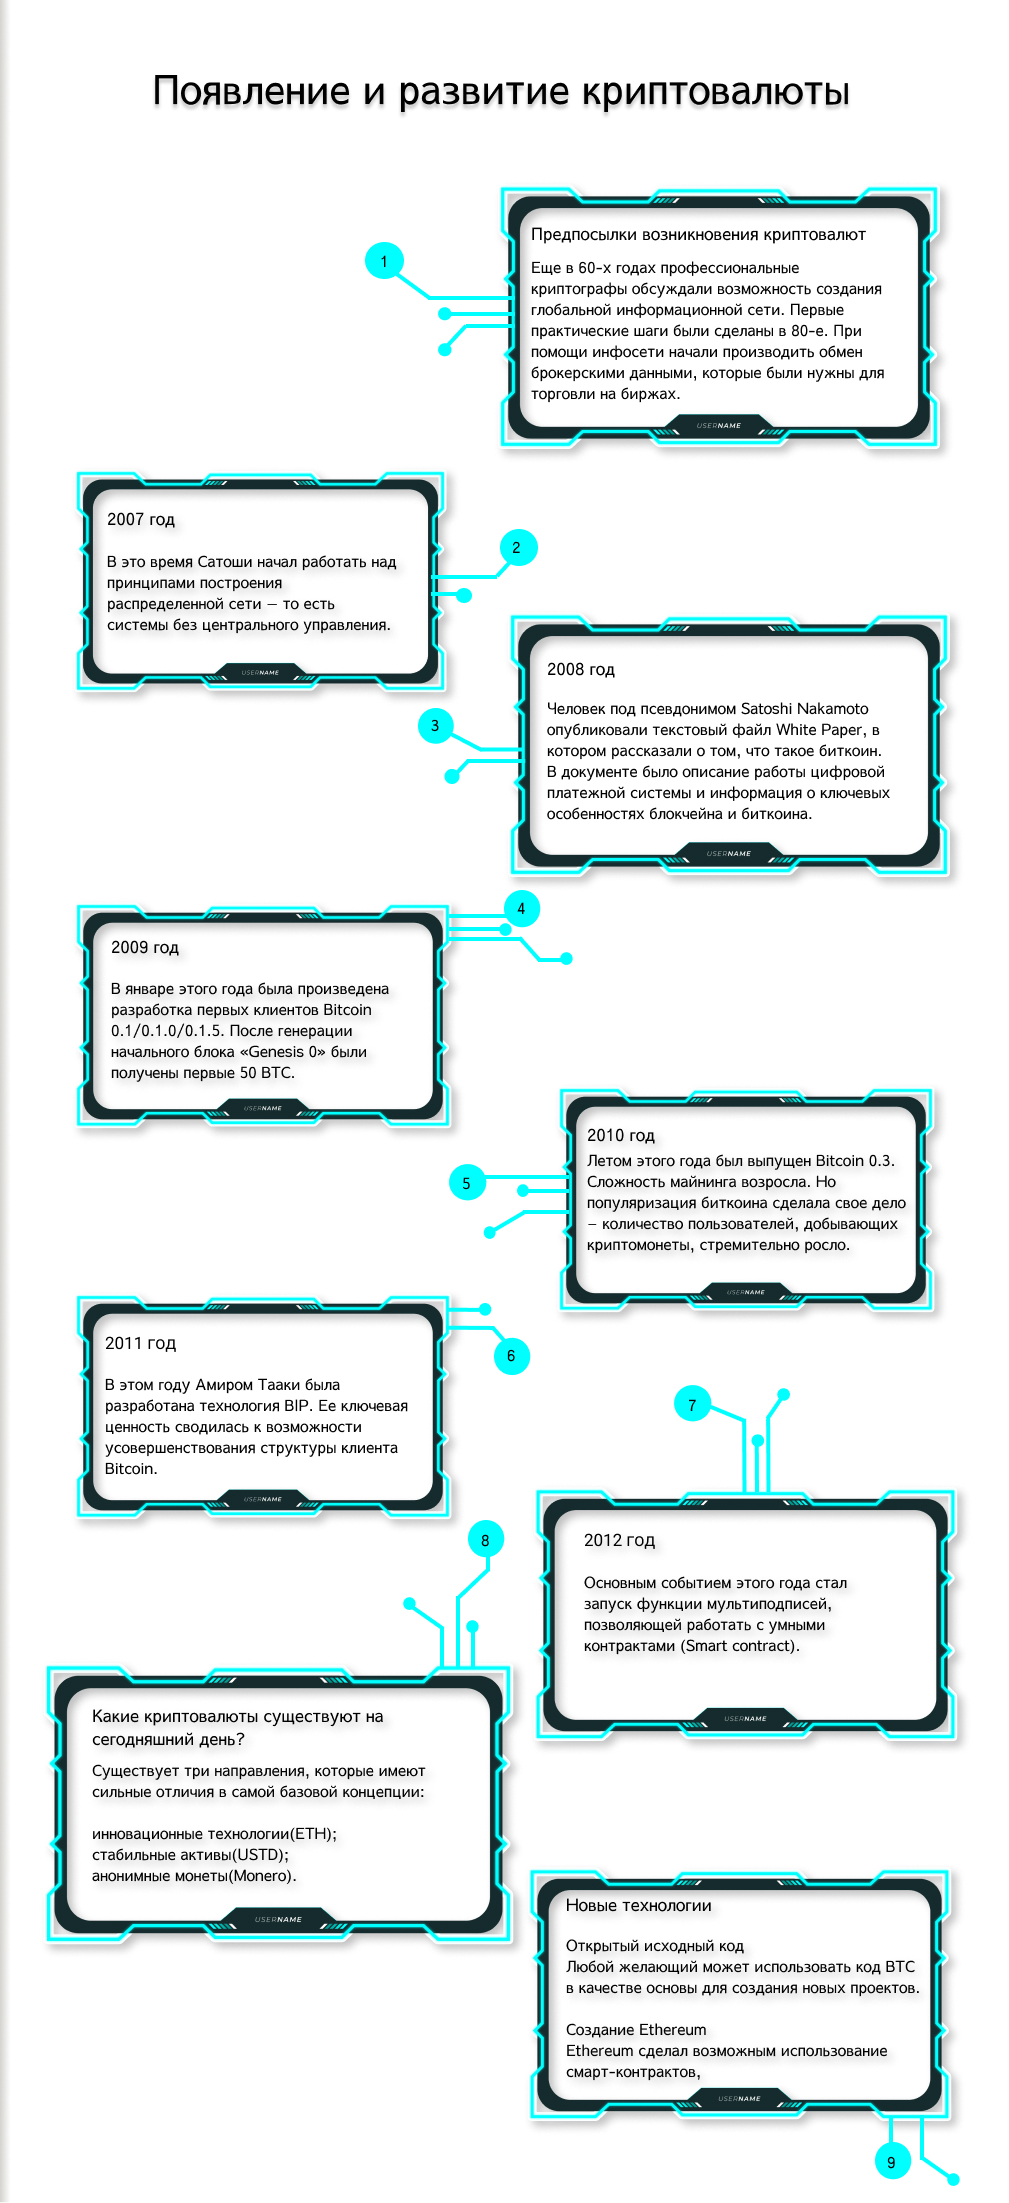 Появление и развитие криптовалюты
1
Предпосылки возникновения криптовалют
Еще в 60-х годах профессиональные
криптографы обсуждали возможность создания
глобальной информационной сети. Первые
практические шаги были сделаны в 80-е. При
помощи инфосети начали производить обмен
брокерскими данными, которые были нужны для
торговли на биржах.
USERNAME
2007 год
В это время Сатоши начал работать над
принципами построения
распределенной сети – то есть
системы без центрального управления.
USERNAME
2
3
2008 год
Человек под псевдонимом Satoshi Nakamoto
опубликовали текстовый файл White Paper, в
котором рассказали о том, что такое биткоин.
В документе было описание работы цифровой
платежной системы и информация о ключевых
особенностях блокчейна и биткоина.
USERNAME
4
2009 год
В январе этого года была произведена
разработка первых клиентов Bitcoin
0.1/0.1.0/0.1.5. После генерации
начального блока «Genesis 0» были
получены первые 50 BTC.
USERNAME
5
2010 год
Летом этого года был выпущен Bitcoin 0.3.
Сложность майнинга возросла. Но
популяризация биткоина сделала свое дело
– количество пользователей, добывающих
криптомонеты, стремительно росло.
USERNAME
6
2011 год
В этом году Амиром Тааки была
разработана технология BIP. Ее ключевая
ценность сводилась к возможности
усовершенствования структуры клиента
Bitcoin.
USERNAME
7
2012 год
Основным событием этого года стал
запуск функции мультиподписей,
позволяющей работать с умными
контрактами (Smart contract).
USERNAME
8
Какие криптовалюты существуют на
сегодняшний день?
Существует три направления, которые имеют
сильные отличия в самой базовой концепции:
инновационные технологии(ETH);
стабильные активы(USTD);
анонимные монеты(Monero).
USERNAME
Новые технологии
Открытый исходный код
Любой желающий может использовать код BTC
в качестве основы для создания новых проектов.
Создание Ethereum
Ethereum сделал возможным использование
смарт-контрактов,
USERNAME
9